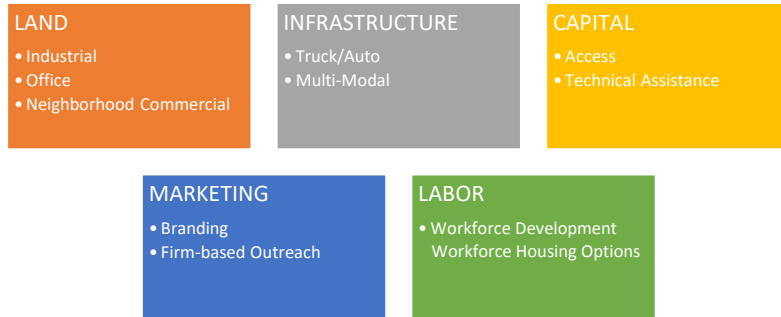 LAND
• Industrial
• Office
• Neighborhood Commercial
INFRASTRUCTURE
• Truck/Auto
• Multi-Modal
CAPITAL
• Access
• Technical Assistance
MARKETING
• Branding
• Firm-based Outreach
LABOR
• Workforce Development
Workforce Housing Options